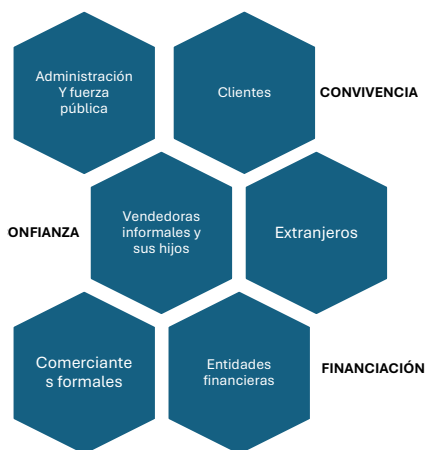 Administración
Y fuerza
pública
Clientes
CONVIVENCIA
ONFIANZA
Vendedoras
informales y
sus hijos
Extranjeros
Comerciante
s formales
Entidades
financieras
FINANCIACIÓN